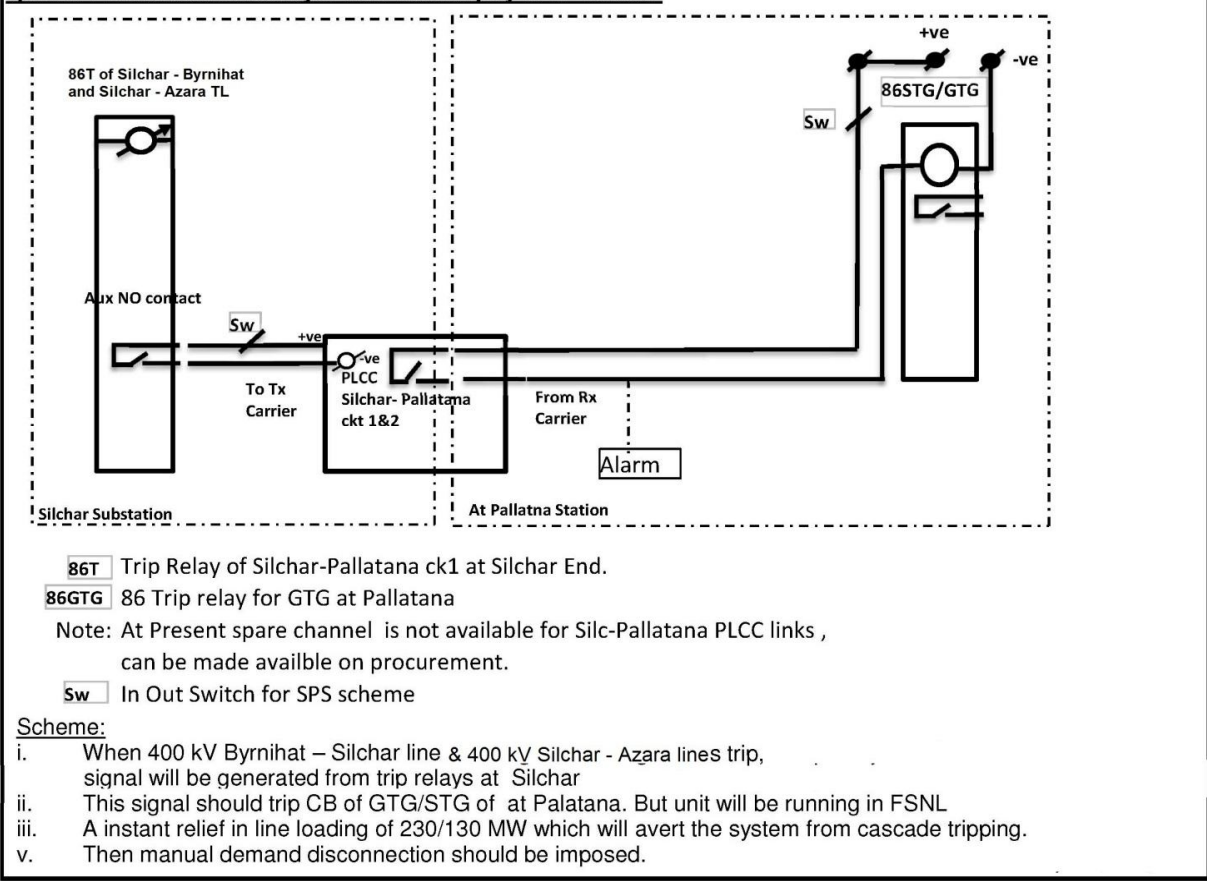 86T of Silchar - Byrnihat
and Silchar - Azara TL
+ve
-ve
86STG/GTG
Sw
Aux NO contact
Sw
+ve
-ve
PLCC
Silchar- Pallatana
ckt 1&2
To Tx
Carrier
From Rx
Carrier
Alarm
Silchar Substation
At Pallatna Station
86T Trip Relay of Silchar-Pallatana ck1 at Silchar End.
86GTG 86 Trip relay for GTG at Pallatana
Note: At Present spare channel is not available for Silc-Pallatana PLCC links ,
can be made availble on procurement.
Sw In Out Switch for SPS scheme
Scheme:
i. When 400 kV Byrnihat – Silchar line & 400 kV Silchar - Azara lines trip,
signal will be generated from trip relays at Silchar
ii. This signal should trip CB of GTG/STG of at Palatana. But unit will be running in FSNL
iii. A instant relief in line loading of 230/130 MW which will avert the system from cascade tripping.
v. Then manual demand disconnection should be imposed.